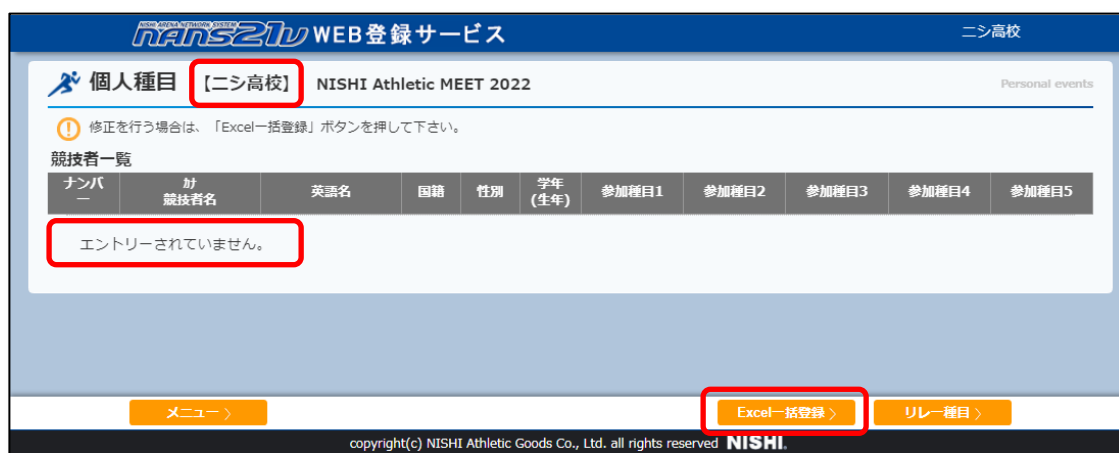 NISHI ARENA NETWORK SYSTEM
nans21V WEB登録サービス
ニシ高校
個人種目 【ニシ高校】 NISHI Athletic MEET 2022
Personal events
修正を行う場合は、「Excel一括登録」ボタンを押して下さい。
競技者一覧
ナンバー
カナ
競技者名
英語名
国籍
性別
学年
(生年)
参加種目1
参加種目2
参加種目3
参加種目4
参加種目5
エントリーされていません。
メニュー 〉
Excel一括登録 〉
リレー種目 〉
copyright(c) NISHI Athletic Goods Co., Ltd. all rights reserved NISHI.